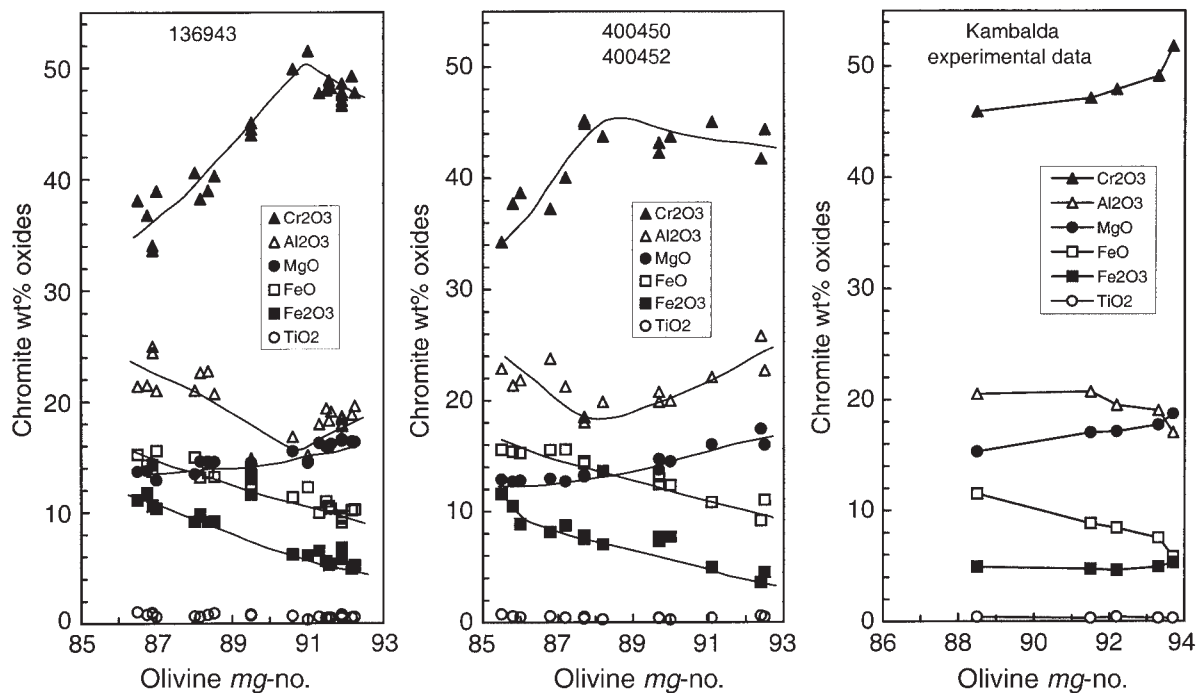 136943
Chromite wt% oxides
50
40
30
20
10
0
Cr2O3
Al2O3
MgO
FeO
Fe2O3
TiO2
85
87
89
91
93
Olivine mg-no.
400450
400452
Chromite wt% oxides
50
40
30
20
10
0
Cr2O3
Al2O3
MgO
FeO
Fe2O3
TiO2
85
87
89
91
93
Olivine mg-no.
Kambalda
experimental data
Chromite wt% oxides
50
40
30
20
10
0
Cr2O3
Al2O3
MgO
FeO
Fe2O3
TiO2
86
88
90
92
94
Olivine mg-no.